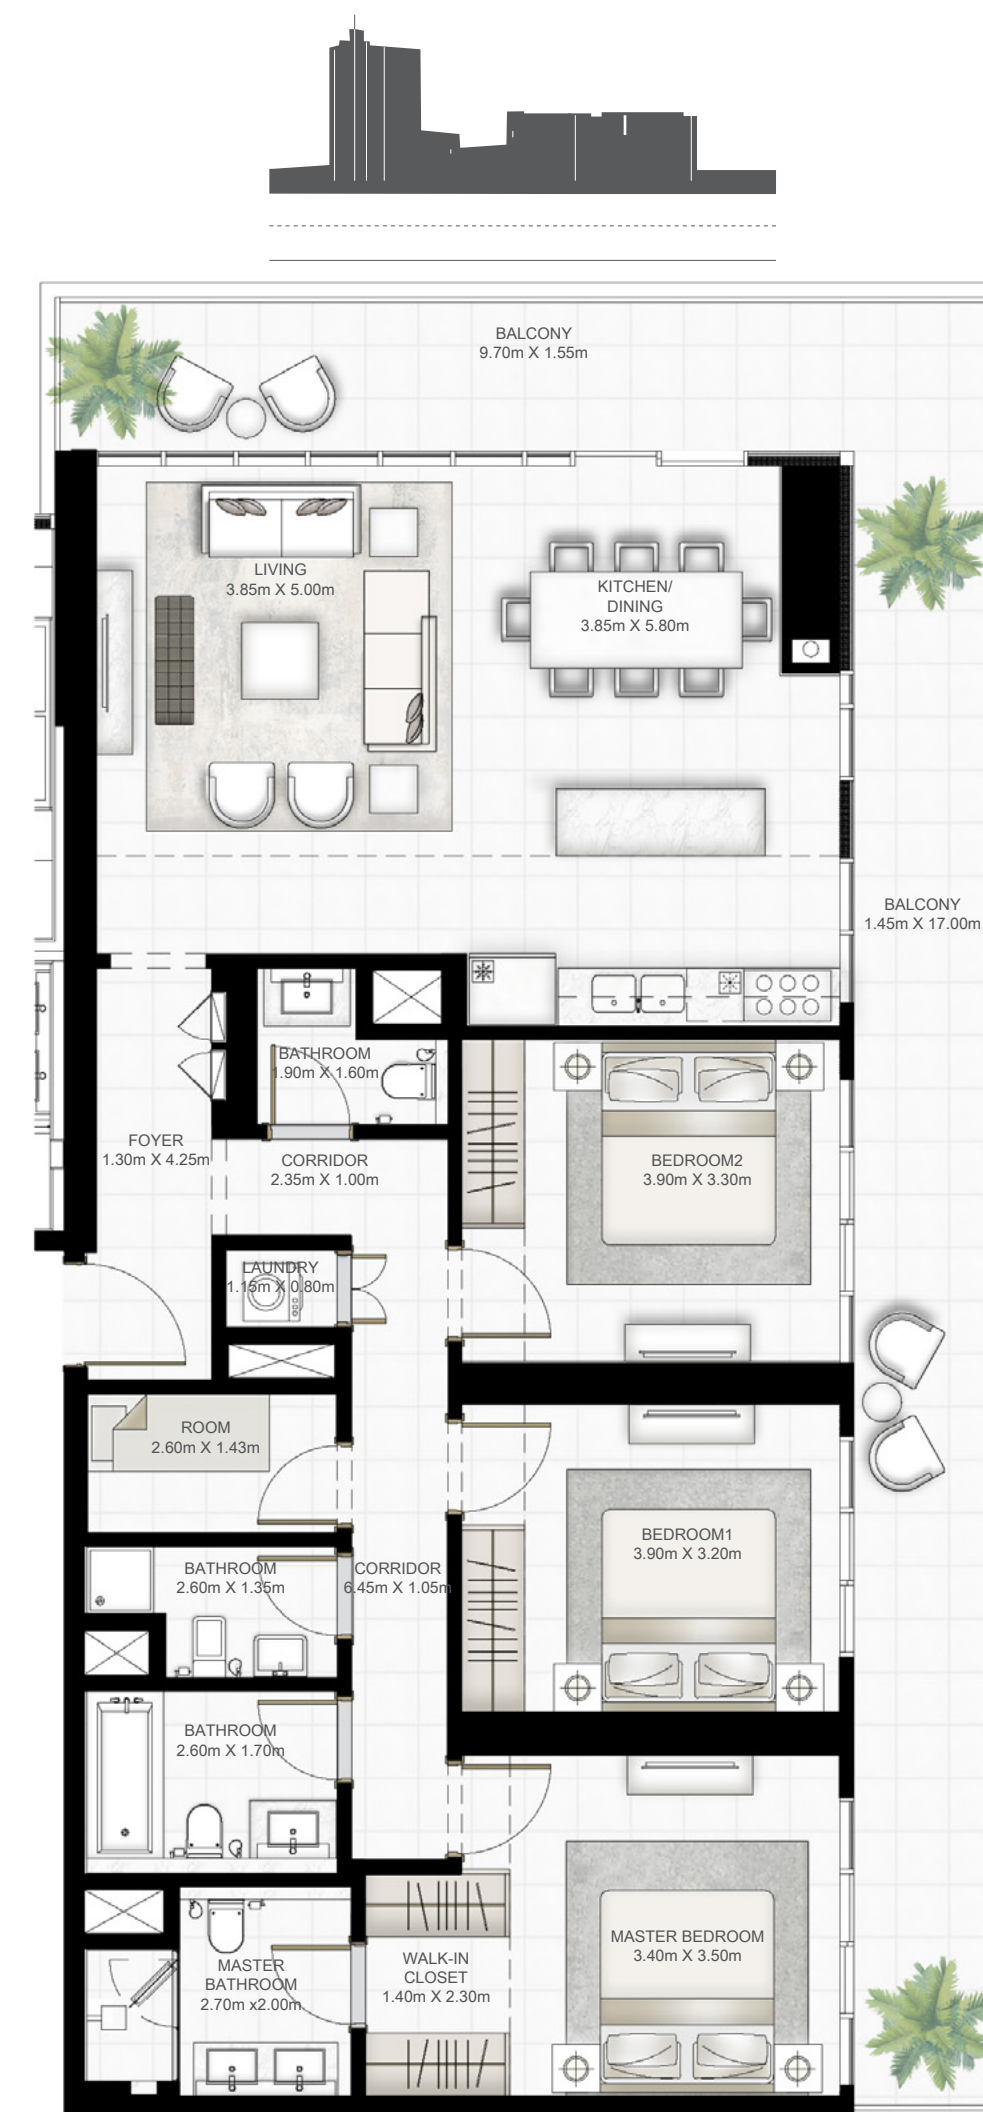 BALCONY
9.70m X 1.55m
LIVING
3.85m X 5.00m
KITCHEN/
DINING
3.85m X 5.80m
BALCONY
1.45m X 17.00m
BATHROOM
1.90m X 1.60m
FOYER
1.30m X 4.25m
CORRIDOR
2.35m X 1.00m
BEDROOM2
3.90m X 3.30m
LAUNDRY
1.15m X 0.80m
ROOM
2.60m X 1.43m
BEDROOM1
3.90m X 3.20m
BATHROOM
2.60m X 1.35m
CORRIDOR
6.45m X 1.05m
BATHROOM
2.60m X 1.70m
MASTER BEDROOM
3.40m X 3.50m
WALK-IN
CLOSET
1.40m X 2.30m
MASTER
BATHROOM
2.70m x2.00m